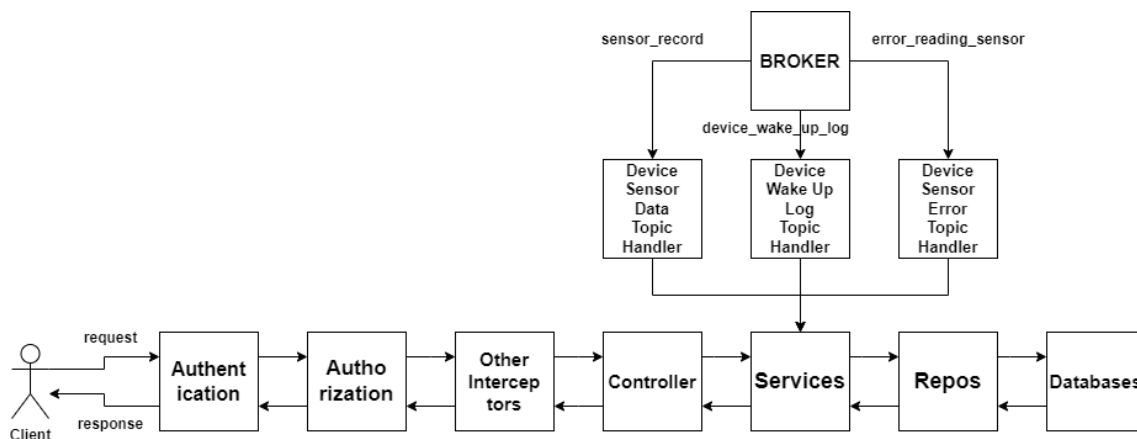 sensor_record
BROKER
error_reading_sensor
device_wake_up_log
Device
Sensor
Data
Topic
Handler
Device
Wake Up
Log
Topic
Handler
Device
Sensor
Error
Topic
Handler
request
Authent
ication
Autho
rization
Other
Intercep
tors
Controller
Services
Repos
Databases
response
Client